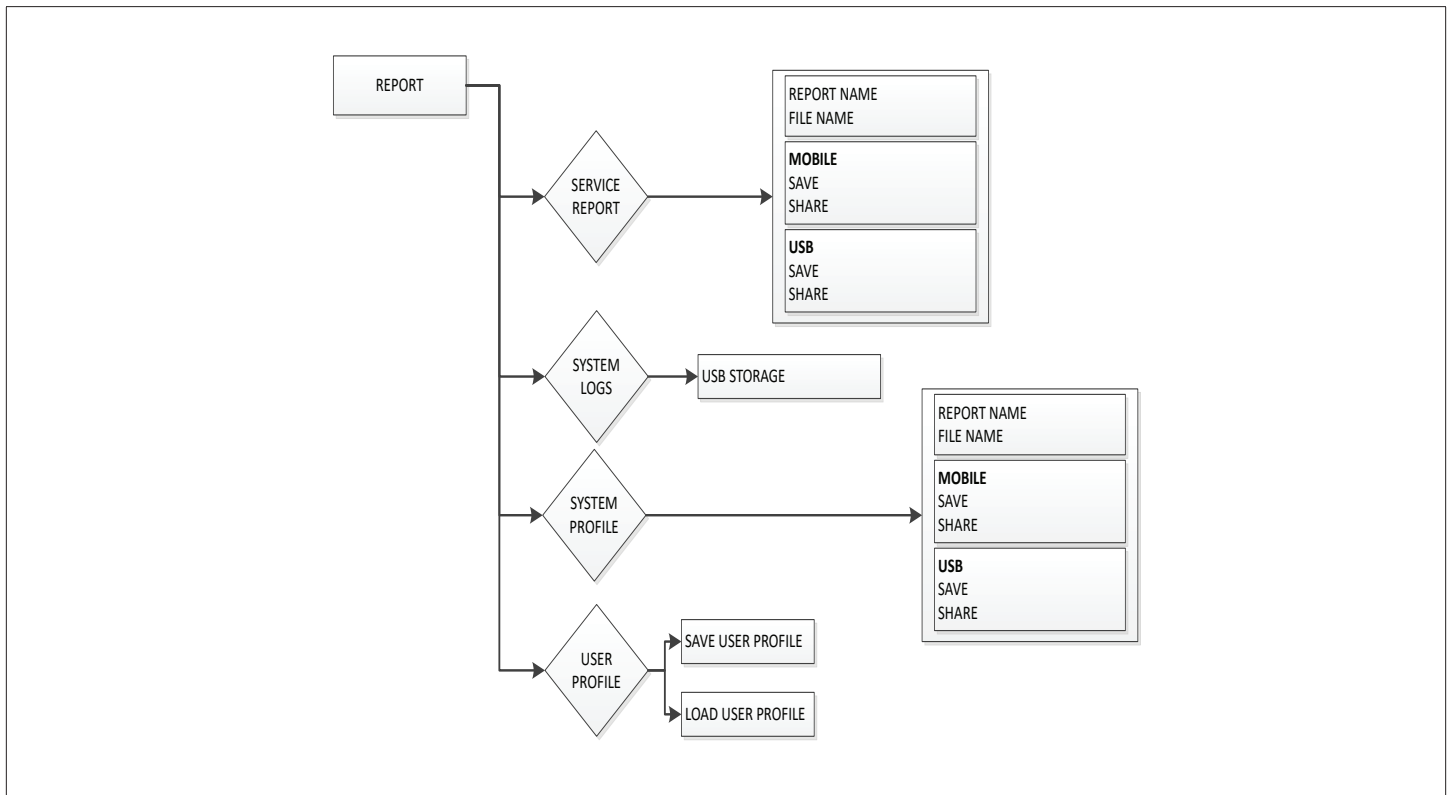 REPORT
SERVICE
REPORT
REPORT NAME
FILE NAME
MOBILE
SAVE
SHARE
USB
SAVE
SHARE
SYSTEM
LOGS
USB STORAGE
SYSTEM
PROFILE
REPORT NAME
FILE NAME
MOBILE
SAVE
SHARE
USB
SAVE
SHARE
USER
PROFILE
SAVE USER PROFILE
LOAD USER PROFILE